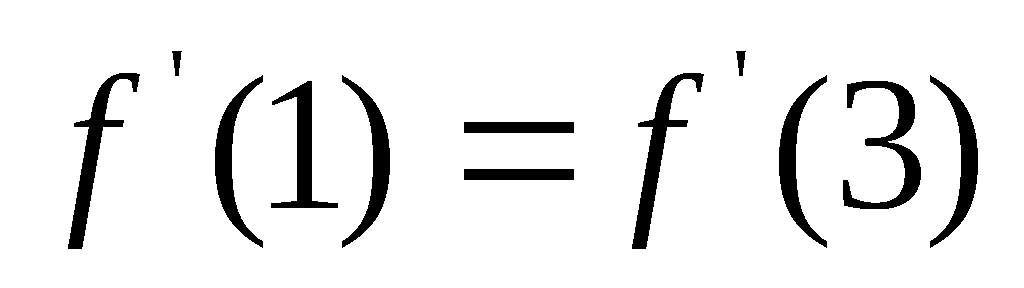 f'(1) = f'(3)